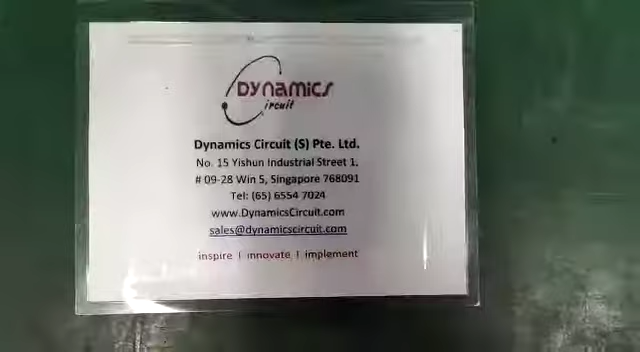 DYNAMICS
ircuit
Dynamics Circuit (S) Pte. Ltd.
No. 15 Yishun Industrial Street 1,
# 09-28 Win 5, Singapore 768091
Tel: (65) 6554 7024
www.DynamicsCircuit.com
sales@dynamicscircuit.com
inspire I innovate I implement